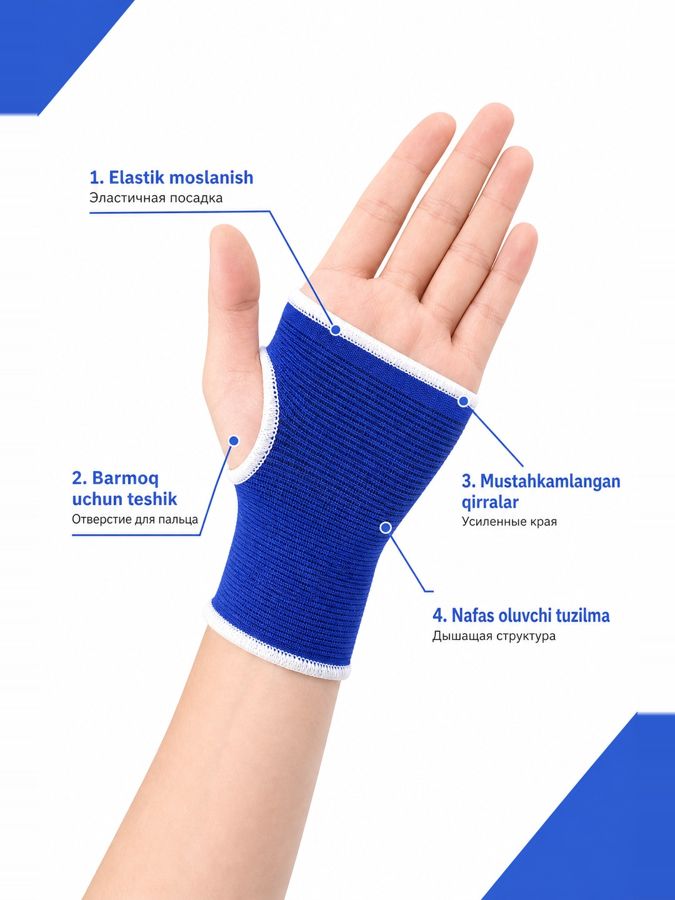 1. Elastik moslanish
Эластичная посадка
2. Barmoq
uchun teshik
Отверстие для пальца
3. Mustahkamlangan
qirralar
Усиленные края
4. Nafas oluvchi tuzilma
Дышащая структура